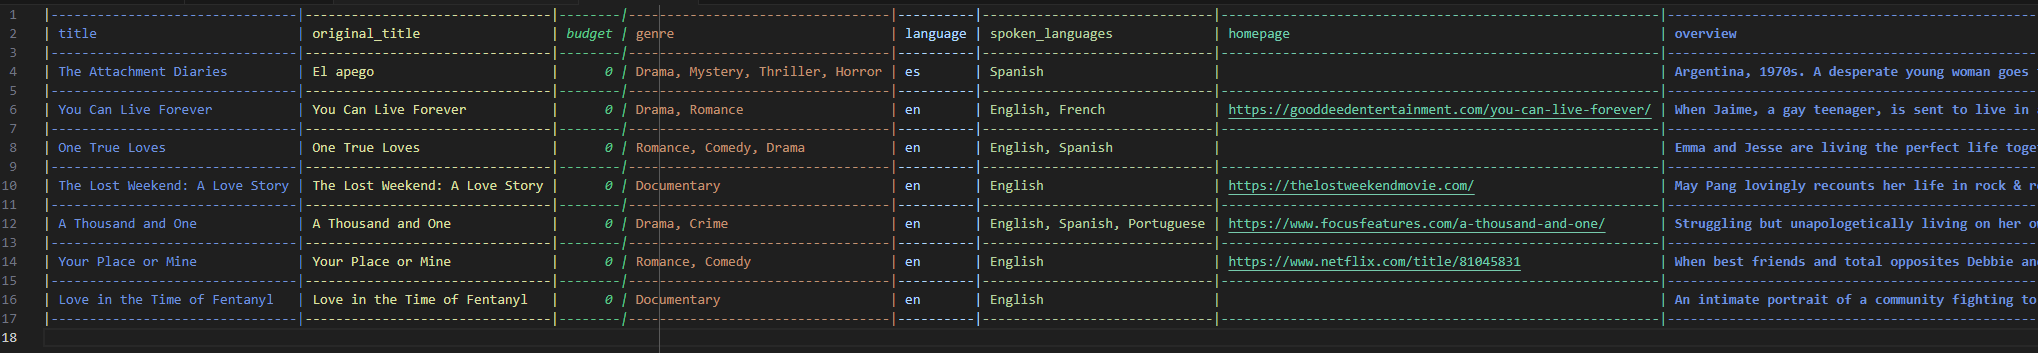 1 |--------------------------------|--------------------------------|--------|----------------------------------|----------|------------------------------|---------------------------------------------------------|------------------------------------------------
2 | title | original_title | budget | genre | language | spoken_languages | homepage | overview
3 |--------------------------------|--------------------------------|--------|----------------------------------|----------|------------------------------|---------------------------------------------------------|------------------------------------------------
4 | The Attachment Diaries | El apego | 0 | Drama, Mystery, Thriller, Horror | es | Spanish | | Argentina, 1970s. A desperate young woman goes
5 |--------------------------------|--------------------------------|--------|----------------------------------|----------|------------------------------|---------------------------------------------------------|------------------------------------------------
6 | You Can Live Forever | You Can Live Forever | 0 | Drama, Romance | en | English, French | https://gooddeedentertainment.com/you-can-live-forever/ | When Jaime, a gay teenager, is sent to live in
7 |--------------------------------|--------------------------------|--------|----------------------------------|----------|------------------------------|---------------------------------------------------------|------------------------------------------------
8 | One True Loves | One True Loves | 0 | Romance, Comedy, Drama | en | English, Spanish | | Emma and Jesse are living the perfect life
9 |--------------------------------|--------------------------------|--------|----------------------------------|----------|------------------------------|---------------------------------------------------------|------------------------------------------------
10 | The Lost Weekend: A Love Story | The Lost Weekend: A Love Story | 0 | Documentary | en | English | https://thelostweekendmovie.com/ | May Pang lovingly recounts her life in rock &
11 |--------------------------------|--------------------------------|--------|----------------------------------|----------|------------------------------|---------------------------------------------------------|------------------------------------------------
12 | A Thousand and One | A Thousand and One | 0 | Drama, Crime | en | English, Spanish, Portuguese | https://www.focusfeatures.com/a-thousand-and-one/ | Struggling but unapologetically living on her
13 |--------------------------------|--------------------------------|--------|----------------------------------|----------|------------------------------|---------------------------------------------------------|------------------------------------------------
14 | Your Place or Mine | Your Place or Mine | 0 | Romance, Comedy | en | English | https://www.netflix.com/title/81045831 | When best friends and total opposites Debbie
15 |--------------------------------|--------------------------------|--------|----------------------------------|----------|------------------------------|---------------------------------------------------------|------------------------------------------------
16 | Love in the Time of Fentanyl | Love in the Time of Fentanyl | 0 | Documentary | en | English | | An intimate portrait of a community fighting to
17 |--------------------------------|--------------------------------|--------|----------------------------------|----------|------------------------------|---------------------------------------------------------|------------------------------------------------
18